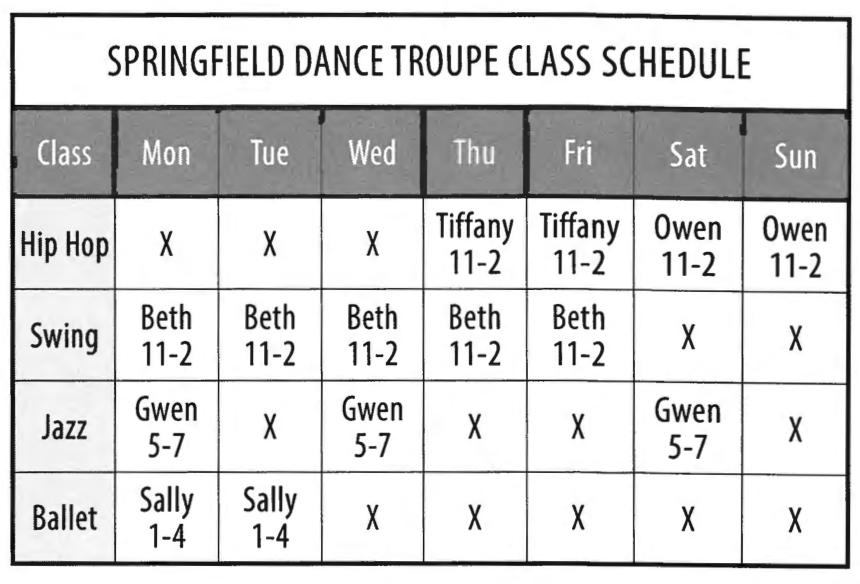 SPRINGFIELD DANCE TROUPE CLASS SCHEDULE
Class Mon Tue Wed Thu Fri Sat Sun
Hip Hop X X X Tiffany 11-2 Tiffany 11-2 Owen 11-2 Owen 11-2
Swing Beth 11-2 Beth 11-2 Beth 11-2 Beth 11-2 Beth 11-2 X X
Jazz Gwen 5-7 X Gwen 5-7 X X Gwen 5-7 X
Ballet Sally 1-4 Sally 1-4 X X X X X